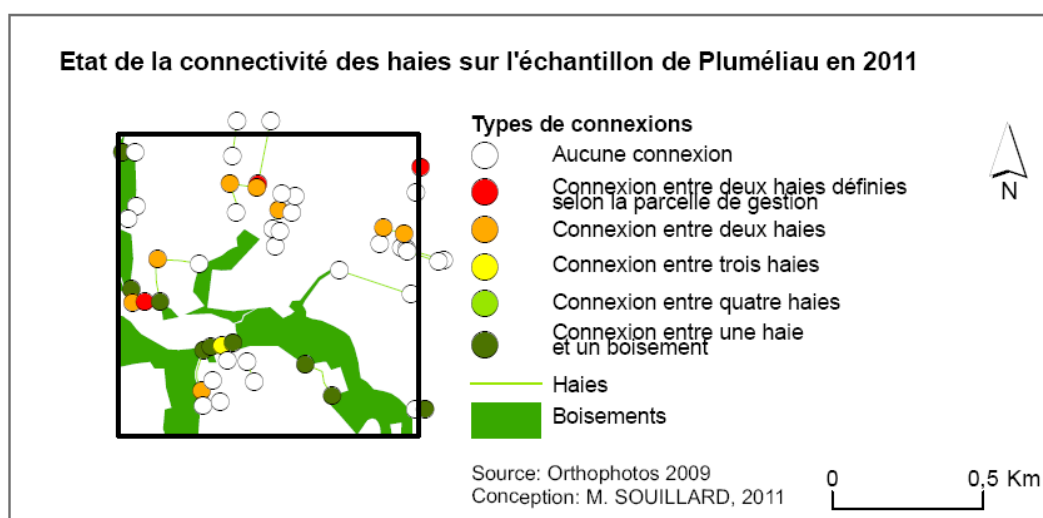 Etat de la connectivité des haies sur l'échantillon de Pluméliau en 2011
Types de connexions
Aucune connexion
Connexion entre deux haies définies
selon la parcelle de gestion
Connexion entre deux haies
Connexion entre trois haies
Connexion entre quatre haies
Connexion entre une haie
et un boisement
Haies
Boisements
N
Source: Orthophotos 2009
Conception: M. SOUILLARD, 2011
0 0,5 Km